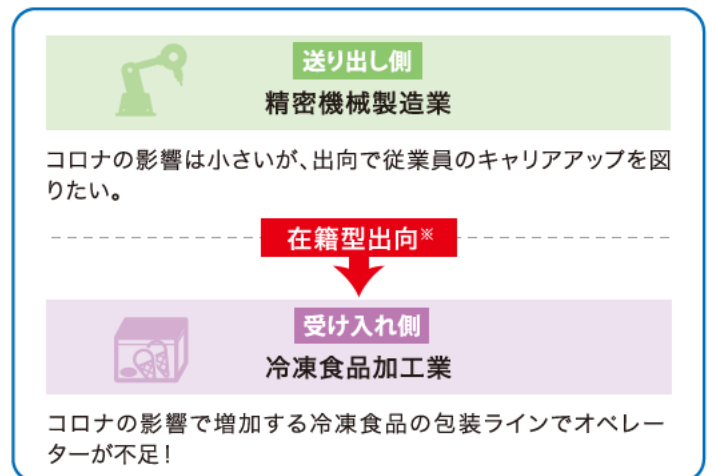 送り出し側
精密機械製造業
コロナの影響は小さいが、出向で従業員のキャリアアップを図
りたい。
在籍型出向※
受け入れ側
冷凍食品加工業
コロナの影響で増加する冷凍食品の包装ラインでオペレー
ターが不足！